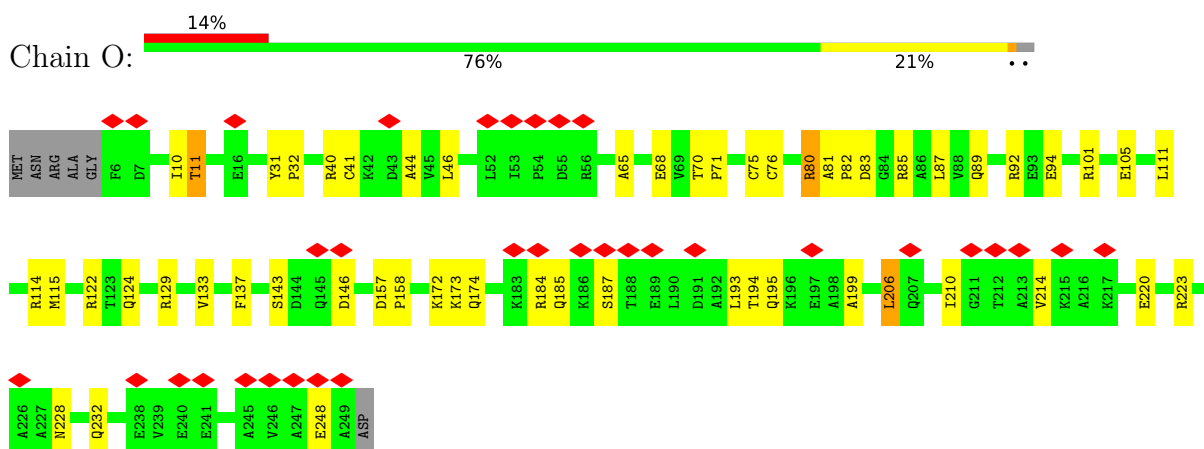 14%
Chain O:
76% 21% • •
MET ASN ARG ALA GLY F6 D7 I10 T11 E16 Y31 P32 R40 C41 K42 D43 A44 V45 L46 L52 I53 P54 D55 R56 A65 E68 V69 T70 P71 C75 C76 R80 A81 P82 D83 G84 R85 A86 L87 V88 Q89 R92 E93 E94 R101 E105 L111
R114 M115 R122 T123 Q124 R129 V133 F137 S143 D144 Q145 D146 D157 P158 K172 K173 Q174 K183 R184 Q185 K186 S187 T188 E189 L190 D191 A192 L193 T194 Q195 K196 E197 A198 A199 L206 Q207 I210 G211 T212 A213 V214 K215 A216 K217 E220 R223
A226 A227 N228 Q232 E238 V239 E240 E241 A245 V246 A247 E248 A249 ASP